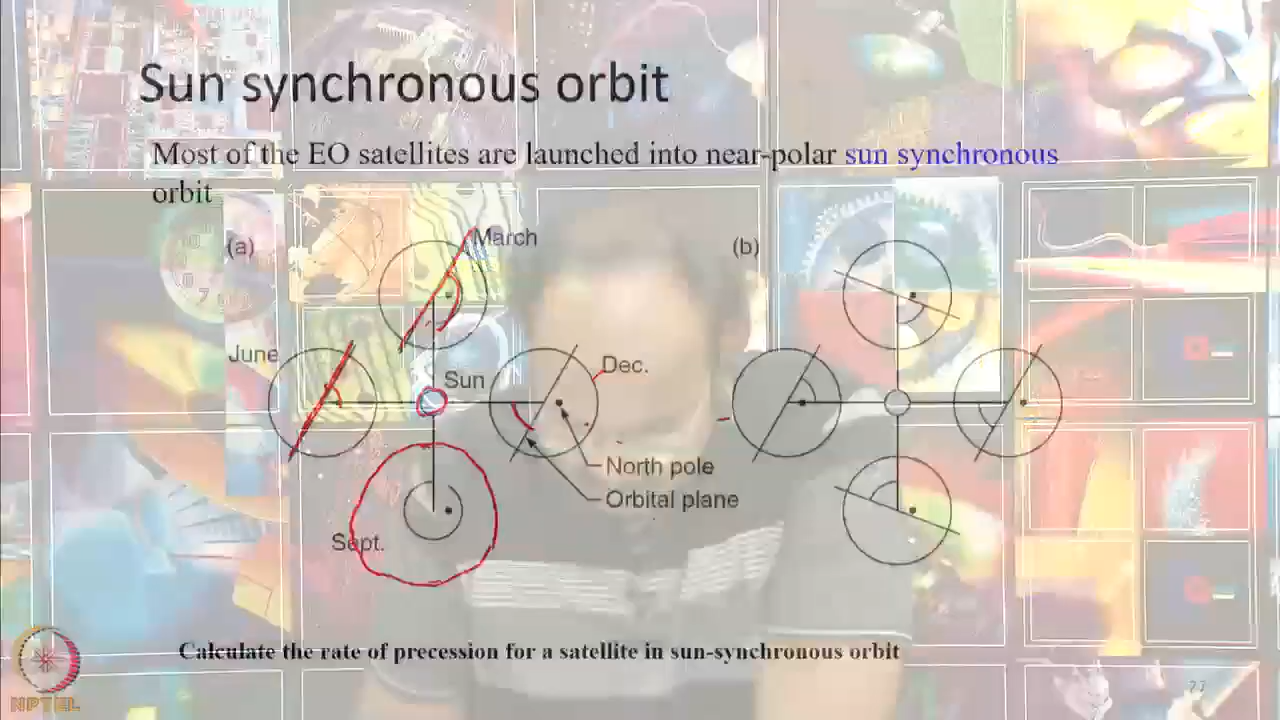 Sun synchronous orbit
Most of the EO satellites are launched into near-polar sun synchronous
orbit
(a)
March
(b)
June
Sun
Dec.
North pole
Orbital plane
Sept.
Calculate the rate of precession for a satellite in sun-synchronous orbit
NPTEL